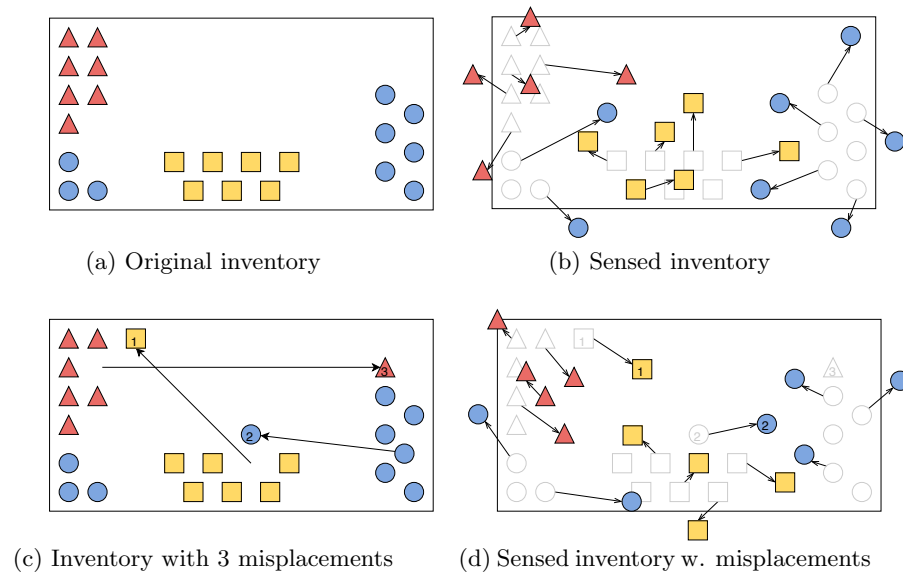 (a) Original inventory
(b) Sensed inventory
1
3
2
(c) Inventory with 3 misplacements
1
3
1
2
2
(d) Sensed inventory w. misplacements